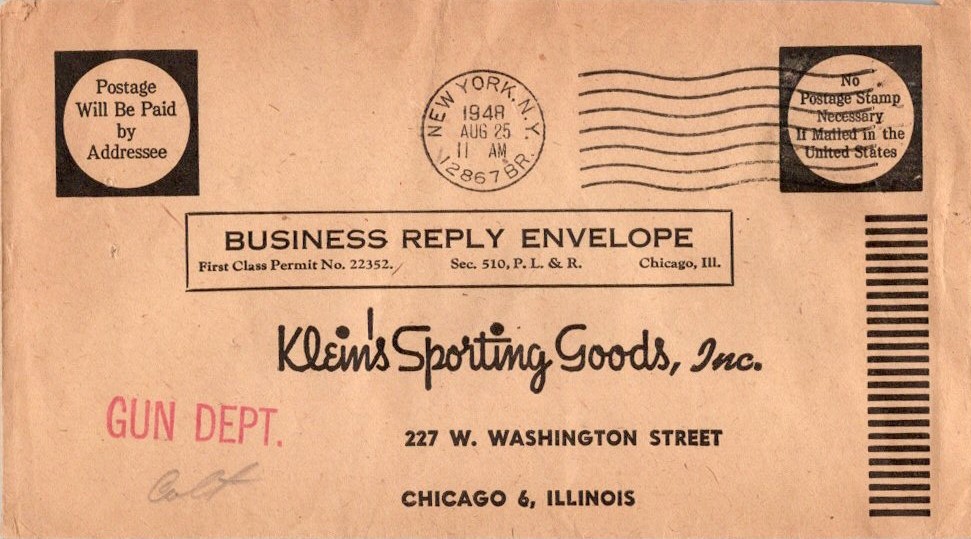 Postage
Will Be Paid
by
Addressee
NEW YORK, N.Y.
1948
AUG 25
11 AM
12867 BR.
No
Postage Stamp
Necessary
If Mailed in the
United States
BUSINESS REPLY ENVELOPE
First Class Permit No. 22352. Sec. 510, P. L. & R. Chicago, Ill.
Klein's Sporting Goods, Inc.
GUN DEPT.
227 W. WASHINGTON STREET
Colt
CHICAGO 6, ILLINOIS